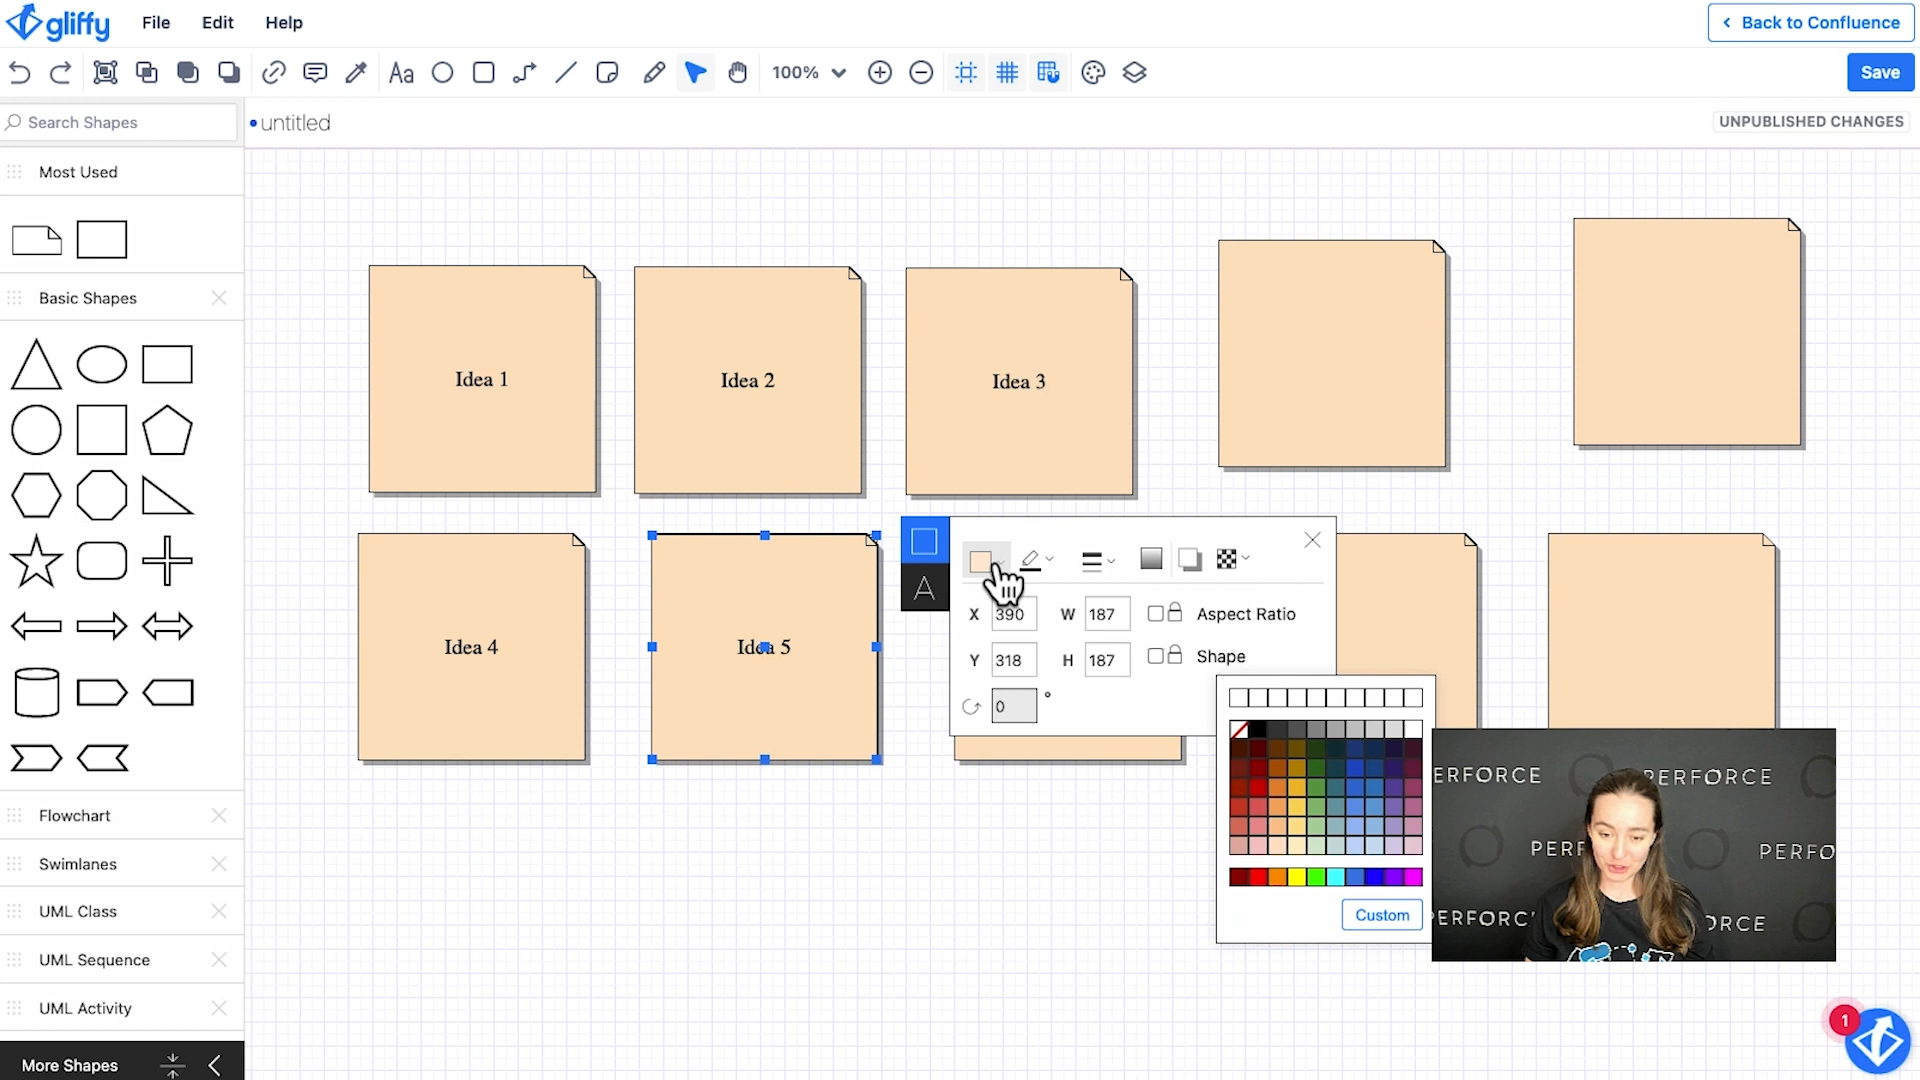 gliffy File Edit Help
‹ Back to Confluence
Aa 100%
Save
Search Shapes
•untitled
UNPUBLISHED CHANGES
Most Used
Basic Shapes
Idea 1
Idea 2
Idea 3
Idea 4
Idea 5
A
X 390 W 187 Aspect Ratio
Y 318 H 187 Shape
0 °
Custom
ERFORCE PERFORCE
PERF PERFO
ERFORC ORCE
Flowchart
Swimlanes
UML Class
UML Sequence
UML Activity
More Shapes
1